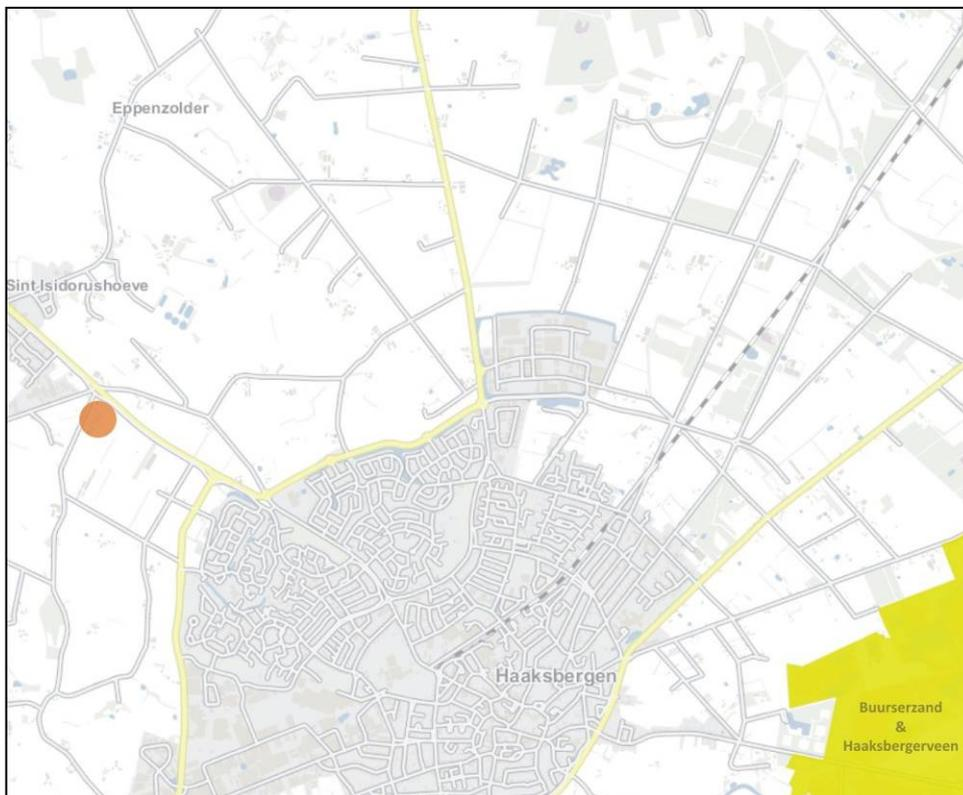 Eppenzolder
Sint Isidorushoeve
Haaksbergen
Buurserzand
&
Haaksbergerveen